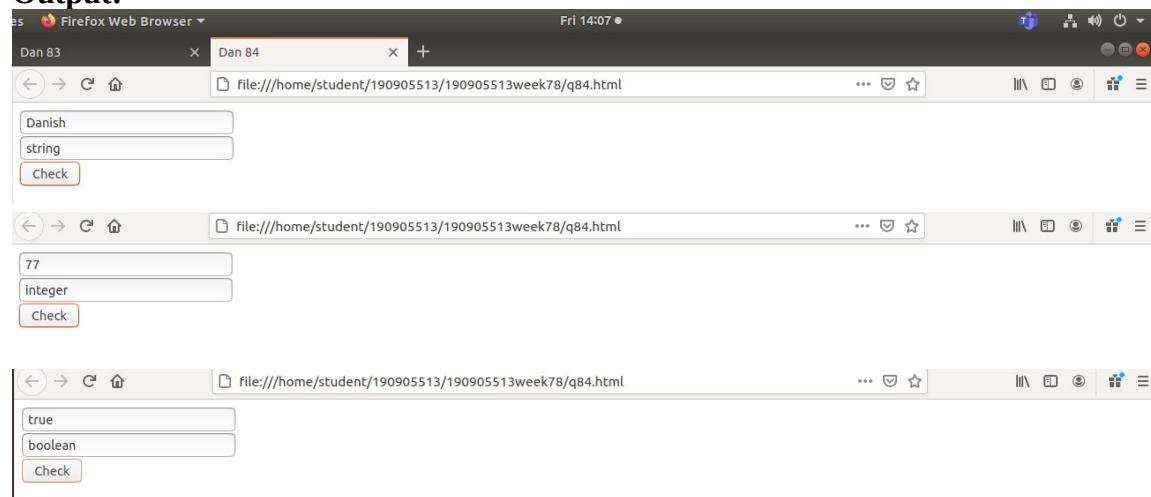 Output:
es Firefox Web Browser Fri 14:07
Dan 83 Dan 84
file:///home/student/190905513/190905513week78/q84.html
Danish
string
Check
file:///home/student/190905513/190905513week78/q84.html
77
integer
Check
file:///home/student/190905513/190905513week78/q84.html
true
boolean
Check